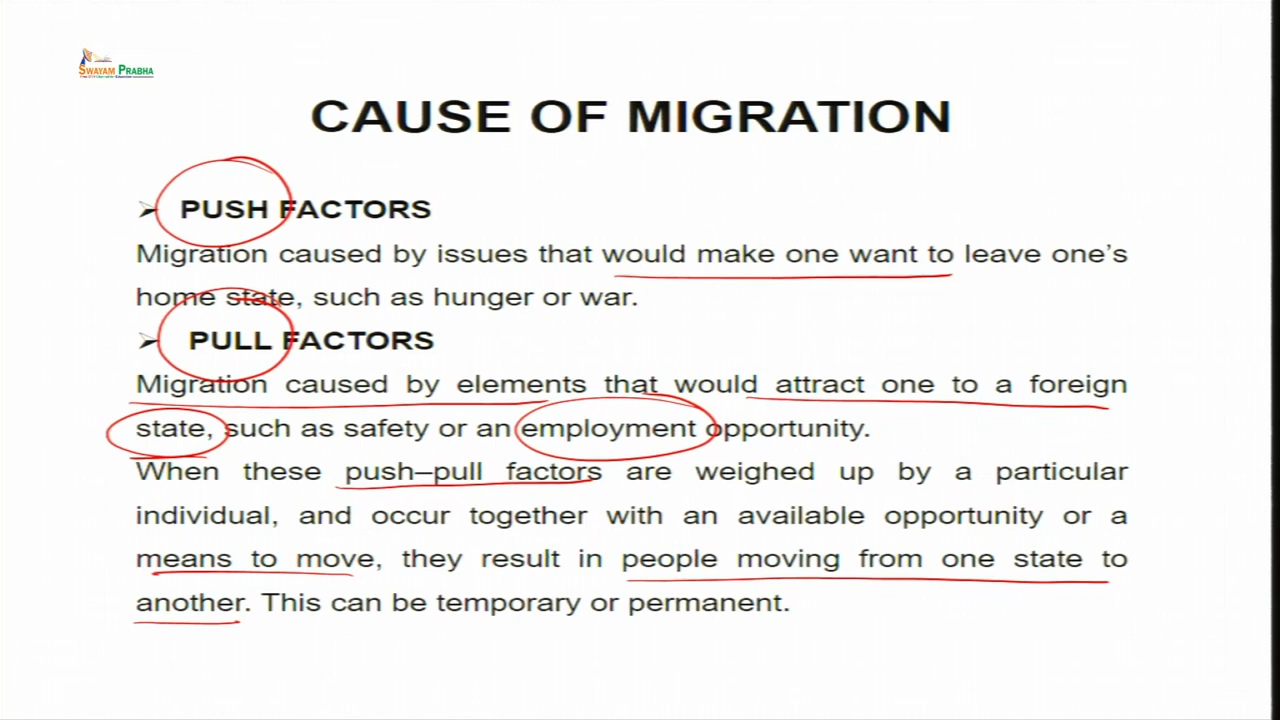 SWAYAM PRABHA
CAUSE OF MIGRATION
➢ PUSH FACTORS
Migration caused by issues that would make one want to leave one’s
home state, such as hunger or war.
➢ PULL FACTORS
Migration caused by elements that would attract one to a foreign
state, such as safety or an employment opportunity.
When these push–pull factors are weighed up by a particular
individual, and occur together with an available opportunity or a
means to move, they result in people moving from one state to
another. This can be temporary or permanent.